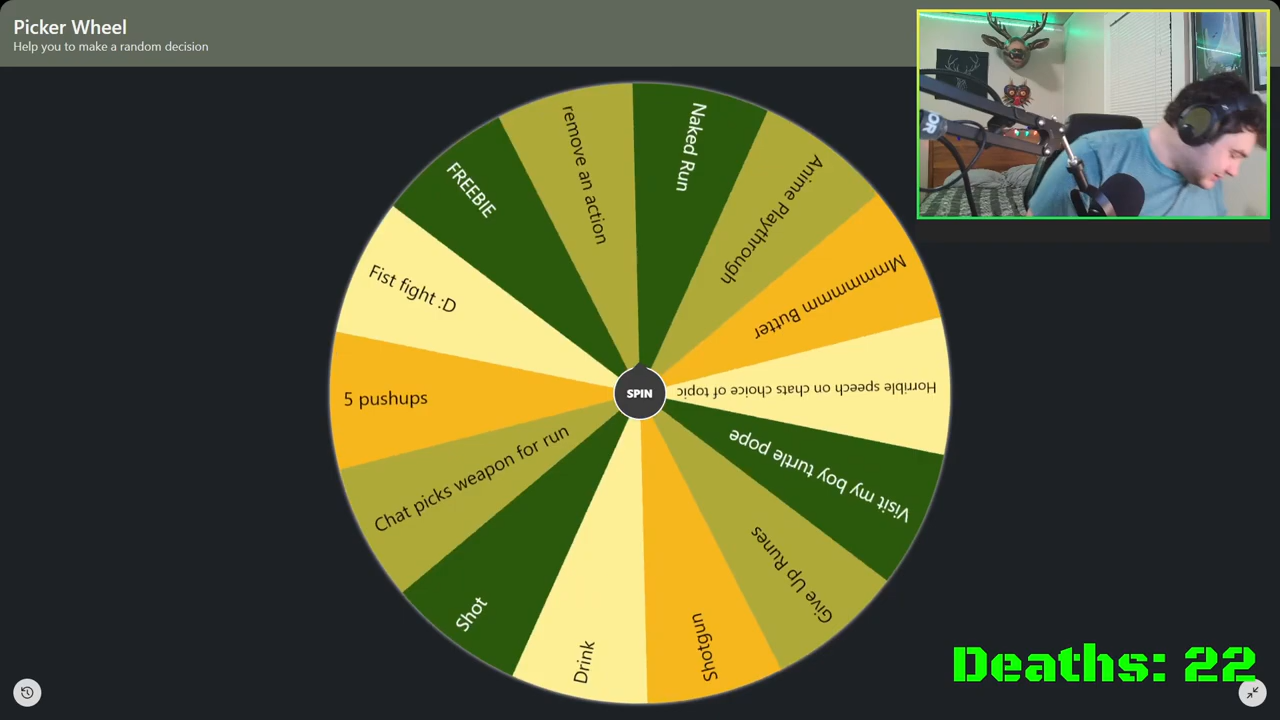 Picker Wheel
Help you to make a random decision
remove an action
Naked Run
FREEBIE
Anime Playthrough
Fist fight :D
Mmmmmmm Butter
5 pushups
SPIN
Horrible speech on chats choice of topic
Chat picks weapon for run
Visit my boy turtle pope
Shot
Give Up Runes
Drink
Shotgun
Deaths: 22